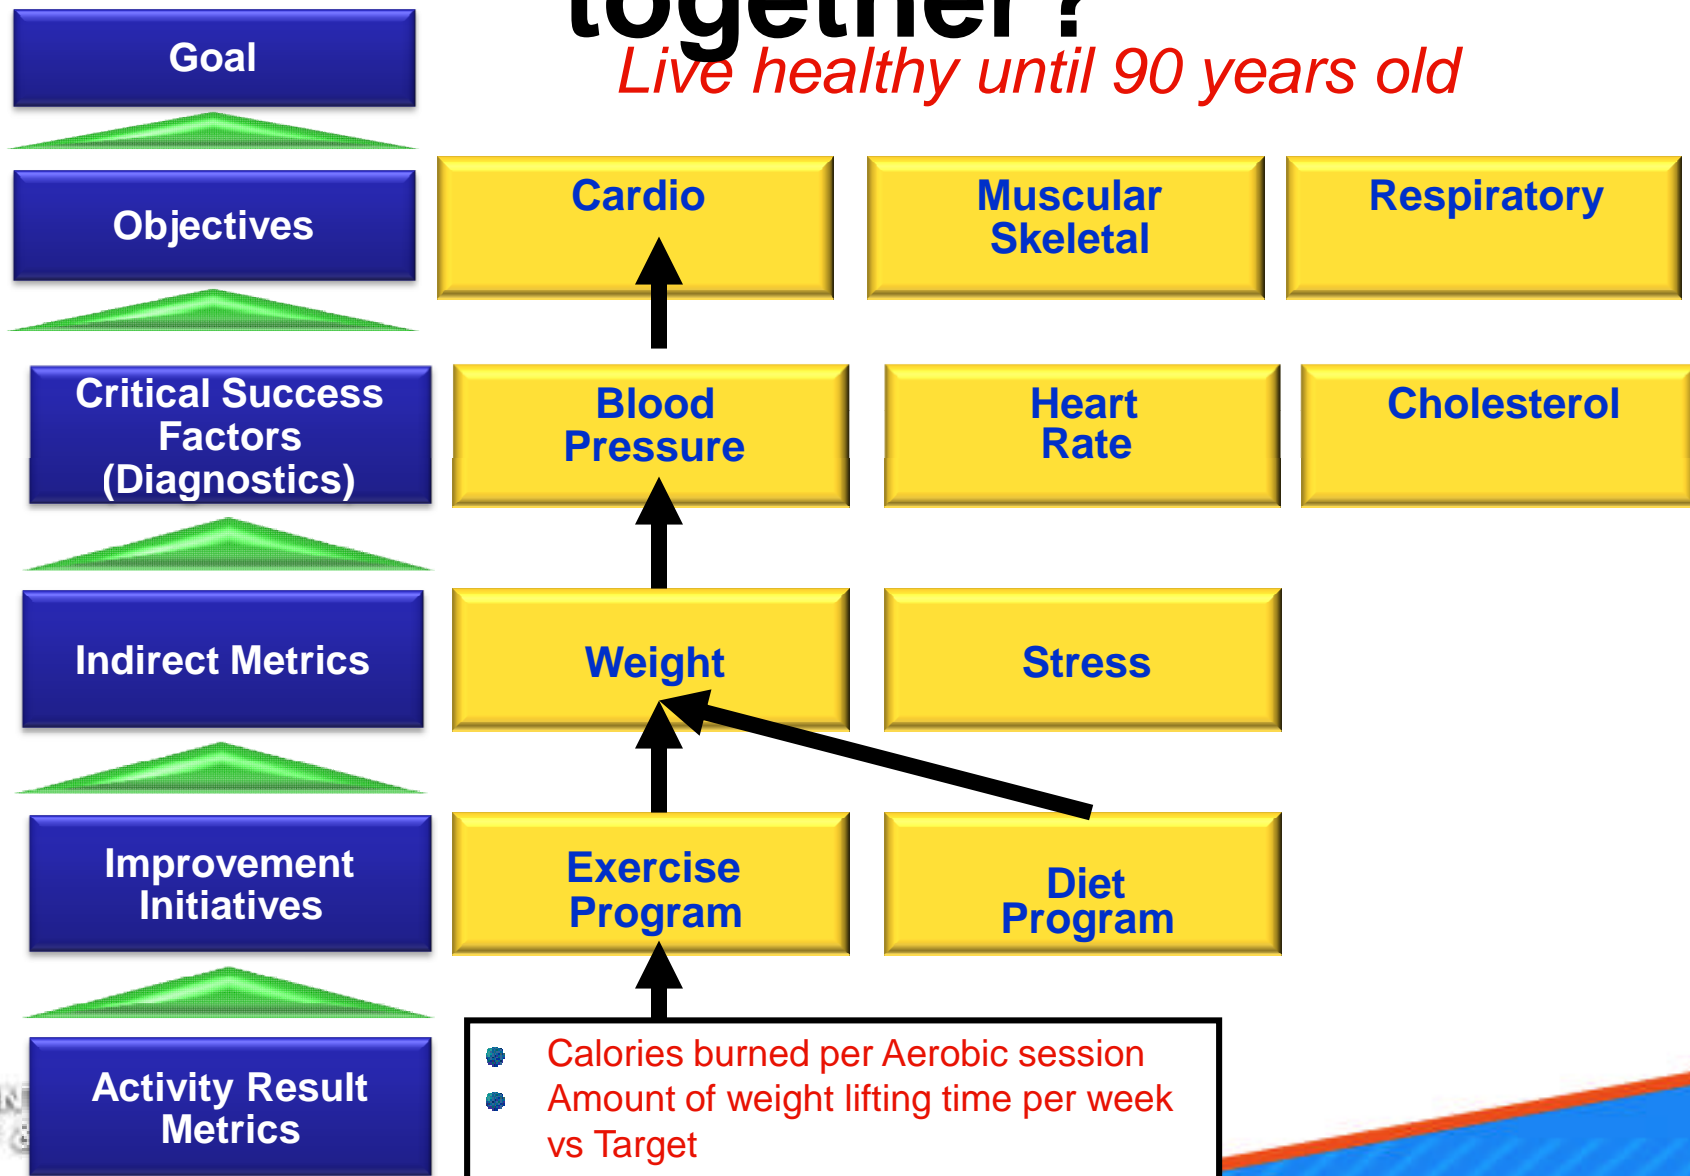 together?
Goal
Live healthy until 90 years old
Objectives
Cardio
Muscular
Skeletal
Respiratory
Critical Success
Factors
(Diagnostics)
Blood
Pressure
Heart
Rate
Cholesterol
Indirect Metrics
Weight
Stress
Improvement
Initiatives
Exercise
Program
Diet
Program
Activity Result
Metrics
Calories burned per Aerobic session
Amount of weight lifting time per week
vs Target